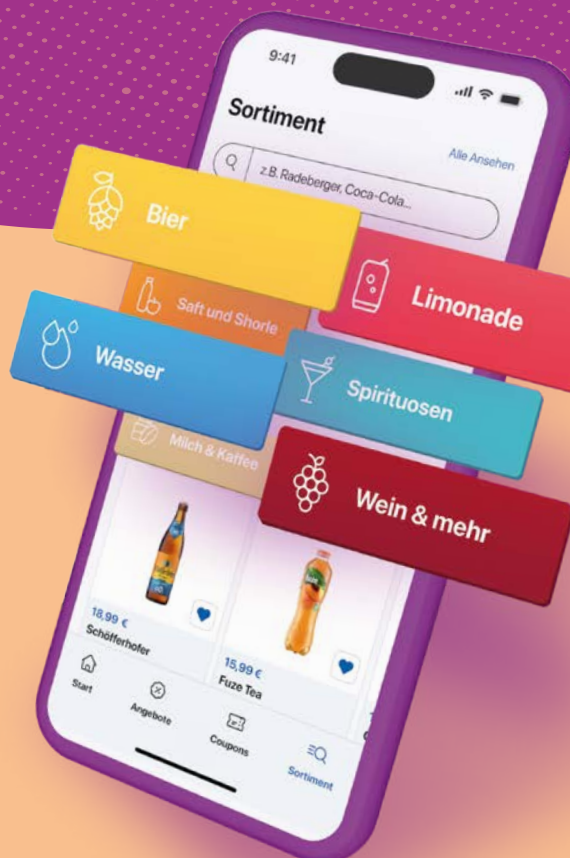 9:41
Sortiment
Alle Ansehen
z.B. Radeberger, Coca-Cola...
Bier
Limonade
Saft und Shorle
Wasser
Spirituosen
Milch & Kaffee
Wein & mehr
18,99 €
Schöfferhofer
15,99 €
Fuze Tea
Start
Angebote
Coupons
Sortiment